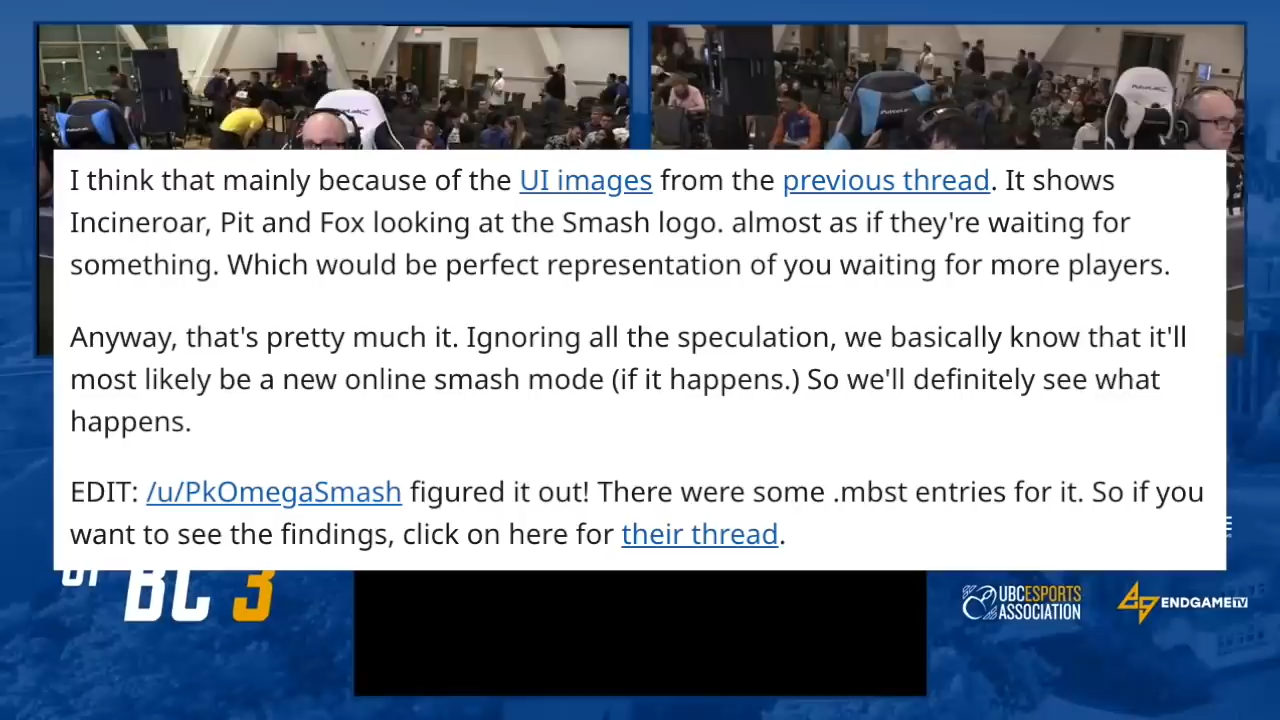 I think that mainly because of the UI images from the previous thread. It shows
Incineroar, Pit and Fox looking at the Smash logo. almost as if they're waiting for
something. Which would be perfect representation of you waiting for more players.
Anyway, that's pretty much it. Ignoring all the speculation, we basically know that it'll
most likely be a new online smash mode (if it happens.) So we'll definitely see what
happens.
EDIT: /u/PkOmegaSmash figured it out! There were some .mbst entries for it. So if you
want to see the findings, click on here for their thread.
BC 3
UBCESPORTS
ASSOCIATION
ENDGAMETV